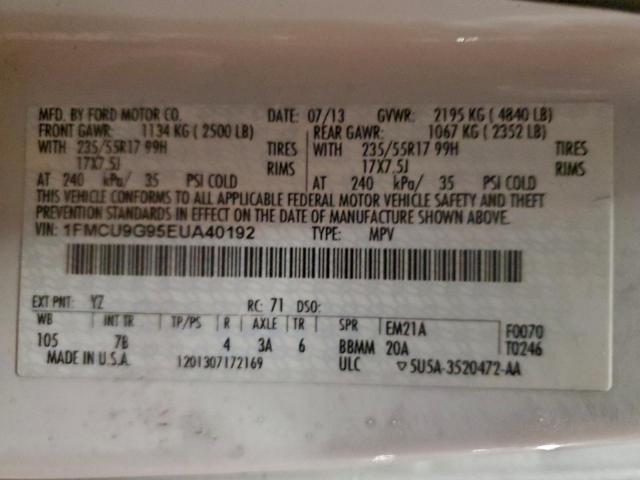 MFD. BY FORD MOTOR CO. DATE: 07/13 GVWR: 2195 KG ( 4840 LB)
FRONT GAWR: 1134 KG ( 2500 LB) REAR GAWR: 1067 KG ( 2352 LB)
WITH 235/55R17 99H TIRES WITH 235/55R17 99H TIRES
17X7.5J RIMS 17X7.5J RIMS
AT 240 kPa/ 35 PSI COLD AT 240 kPa/ 35 PSI COLD
THIS VEHICLE CONFORMS TO ALL APPLICABLE FEDERAL MOTOR VEHICLE SAFETY AND THEFT
PREVENTION STANDARDS IN EFFECT ON THE DATE OF MANUFACTURE SHOWN ABOVE.
VIN: 1FMCU9G95EUA40192 TYPE: MPV
EXT PNT: YZ RC: 71 DSO:
WB INT TR TP/PS R AXLE TR SPR EM21A F0070
105 7B 4 3A 6 BBMM 20A T0246
MADE IN U.S.A. 1201307172169 ULC ▽5U5A-3520472-AA